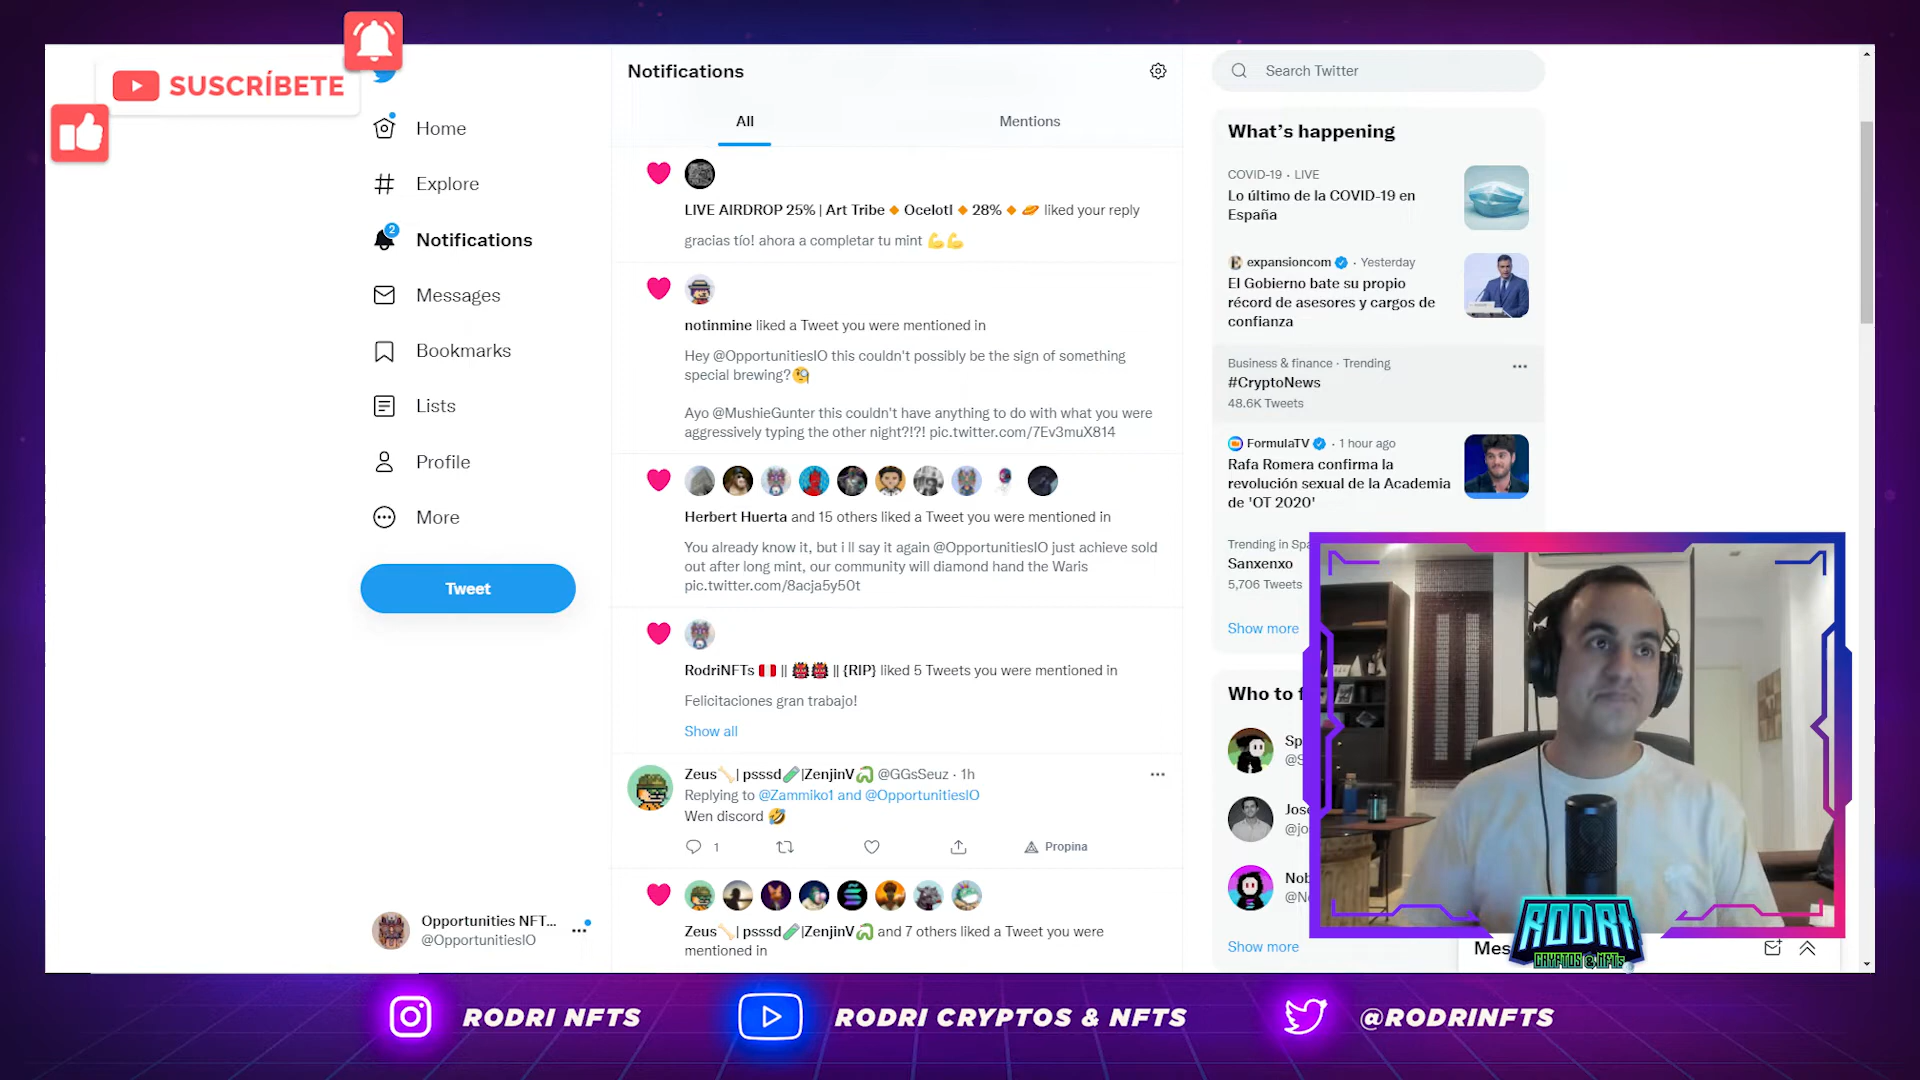 SUSCRÍBETE
Home
Explore
2
Notifications
Messages
Bookmarks
Lists
Profile
More
Tweet
Opportunities NFT...
@OpportunitiesIO
Notifications
All
Mentions
LIVE AIRDROP 25% | Art Tribe 🔸 Ocelotl 🔸 28% 🔸 🪘 liked your reply
gracias tío! ahora a completar tu mint 💪💪
notinmine liked a Tweet you were mentioned in
Hey @OpportunitiesIO this couldn't possibly be the sign of something
special brewing?🧐
Ayo @MushieGunter this couldn't have anything to do with what you were
aggressively typing the other night?!?! pic.twitter.com/7Ev3muX814
Herbert Huerta and 15 others liked a Tweet you were mentioned in
You already know it, but i ll say it again @OpportunitiesIO just achieve sold
out after long mint, our community will diamond hand the Waris
pic.twitter.com/8acja5y50t
RodriNFTs 🇵🇪 || 👹👹 || {RIP} liked 5 Tweets you were mentioned in
Felicitaciones gran trabajo!
Show all
Zeus🦴| psssd🧪|ZenjinV🐍 @GGsSeuz · 1h
Replying to @Zammiko1 and @OpportunitiesIO
Wen discord 🤣
1
Propina
Zeus🦴| psssd🧪|ZenjinV🐍 and 7 others liked a Tweet you were
mentioned in
Search Twitter
What's happening
COVID-19 · LIVE
Lo último de la COVID-19 en
España
expansioncom · Yesterday
El Gobierno bate su propio
récord de asesores y cargos de
confianza
Business & finance · Trending
#CryptoNews
48.6K Tweets
FormulaTV · 1 hour ago
Rafa Romera confirma la
revolución sexual de la Academia
de 'OT 2020'
Trending in Spa
Sanxenxo
5,706 Tweets
Show more
Who to f
Sp
@S
Jose
@jo
Nob
@N
Show more
Mes
RODRI
CRYPTOS & NFTs
RODRI NFTS
RODRI CRYPTOS & NFTS
@RODRINFTS